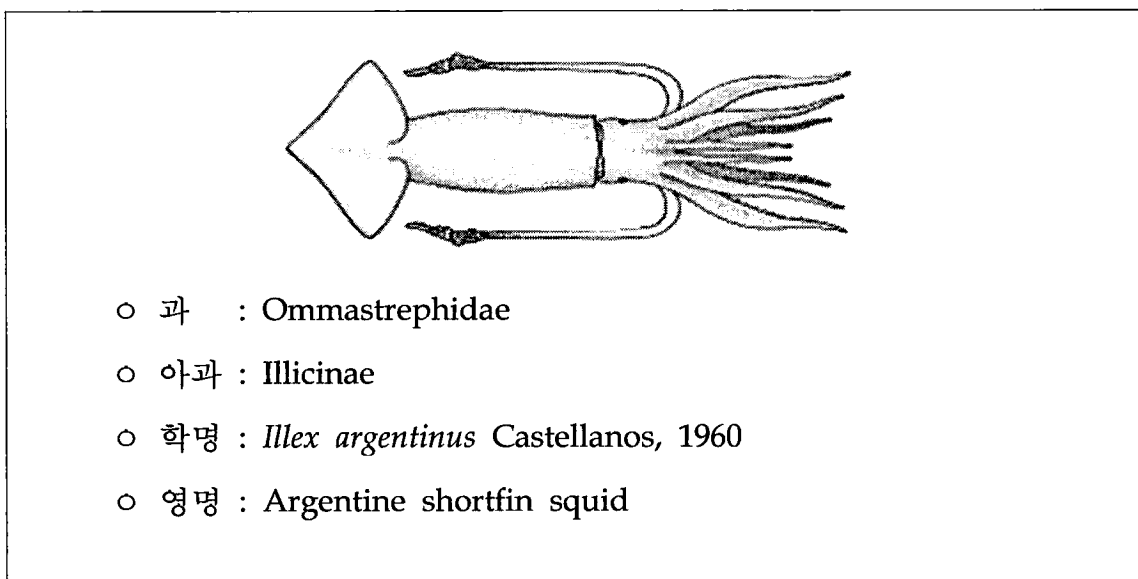 ○ 과 : Ommastrephidae
○ 아과 : Illicinae
○ 학명 : Illex argentinus Castellanos, 1960
○ 영명 : Argentine shortfin squid